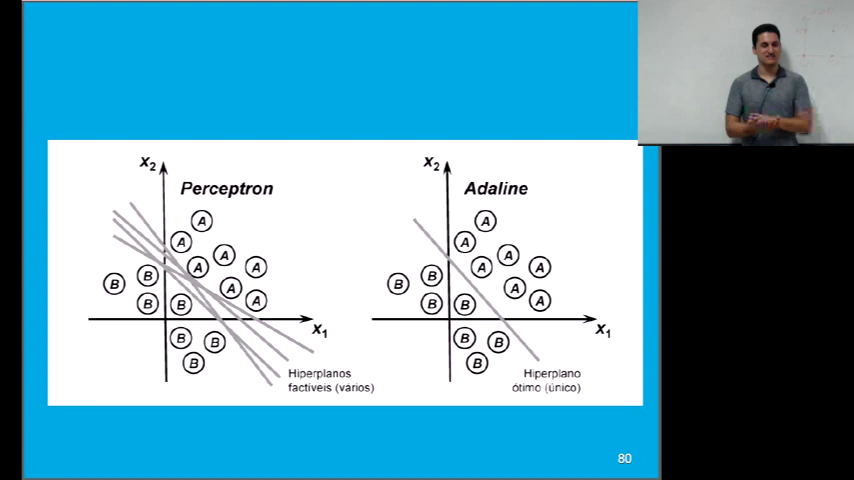 x2
Perceptron
A
A
A
A
A
B
B
A
B
B
A
x1
B
B
B
Hiperplanos
factíveis (vários)
x2
Adaline
A
A
A
A
A
B
B
A
B
B
A
x1
B
B
B
Hiperplano
ótimo (único)
80